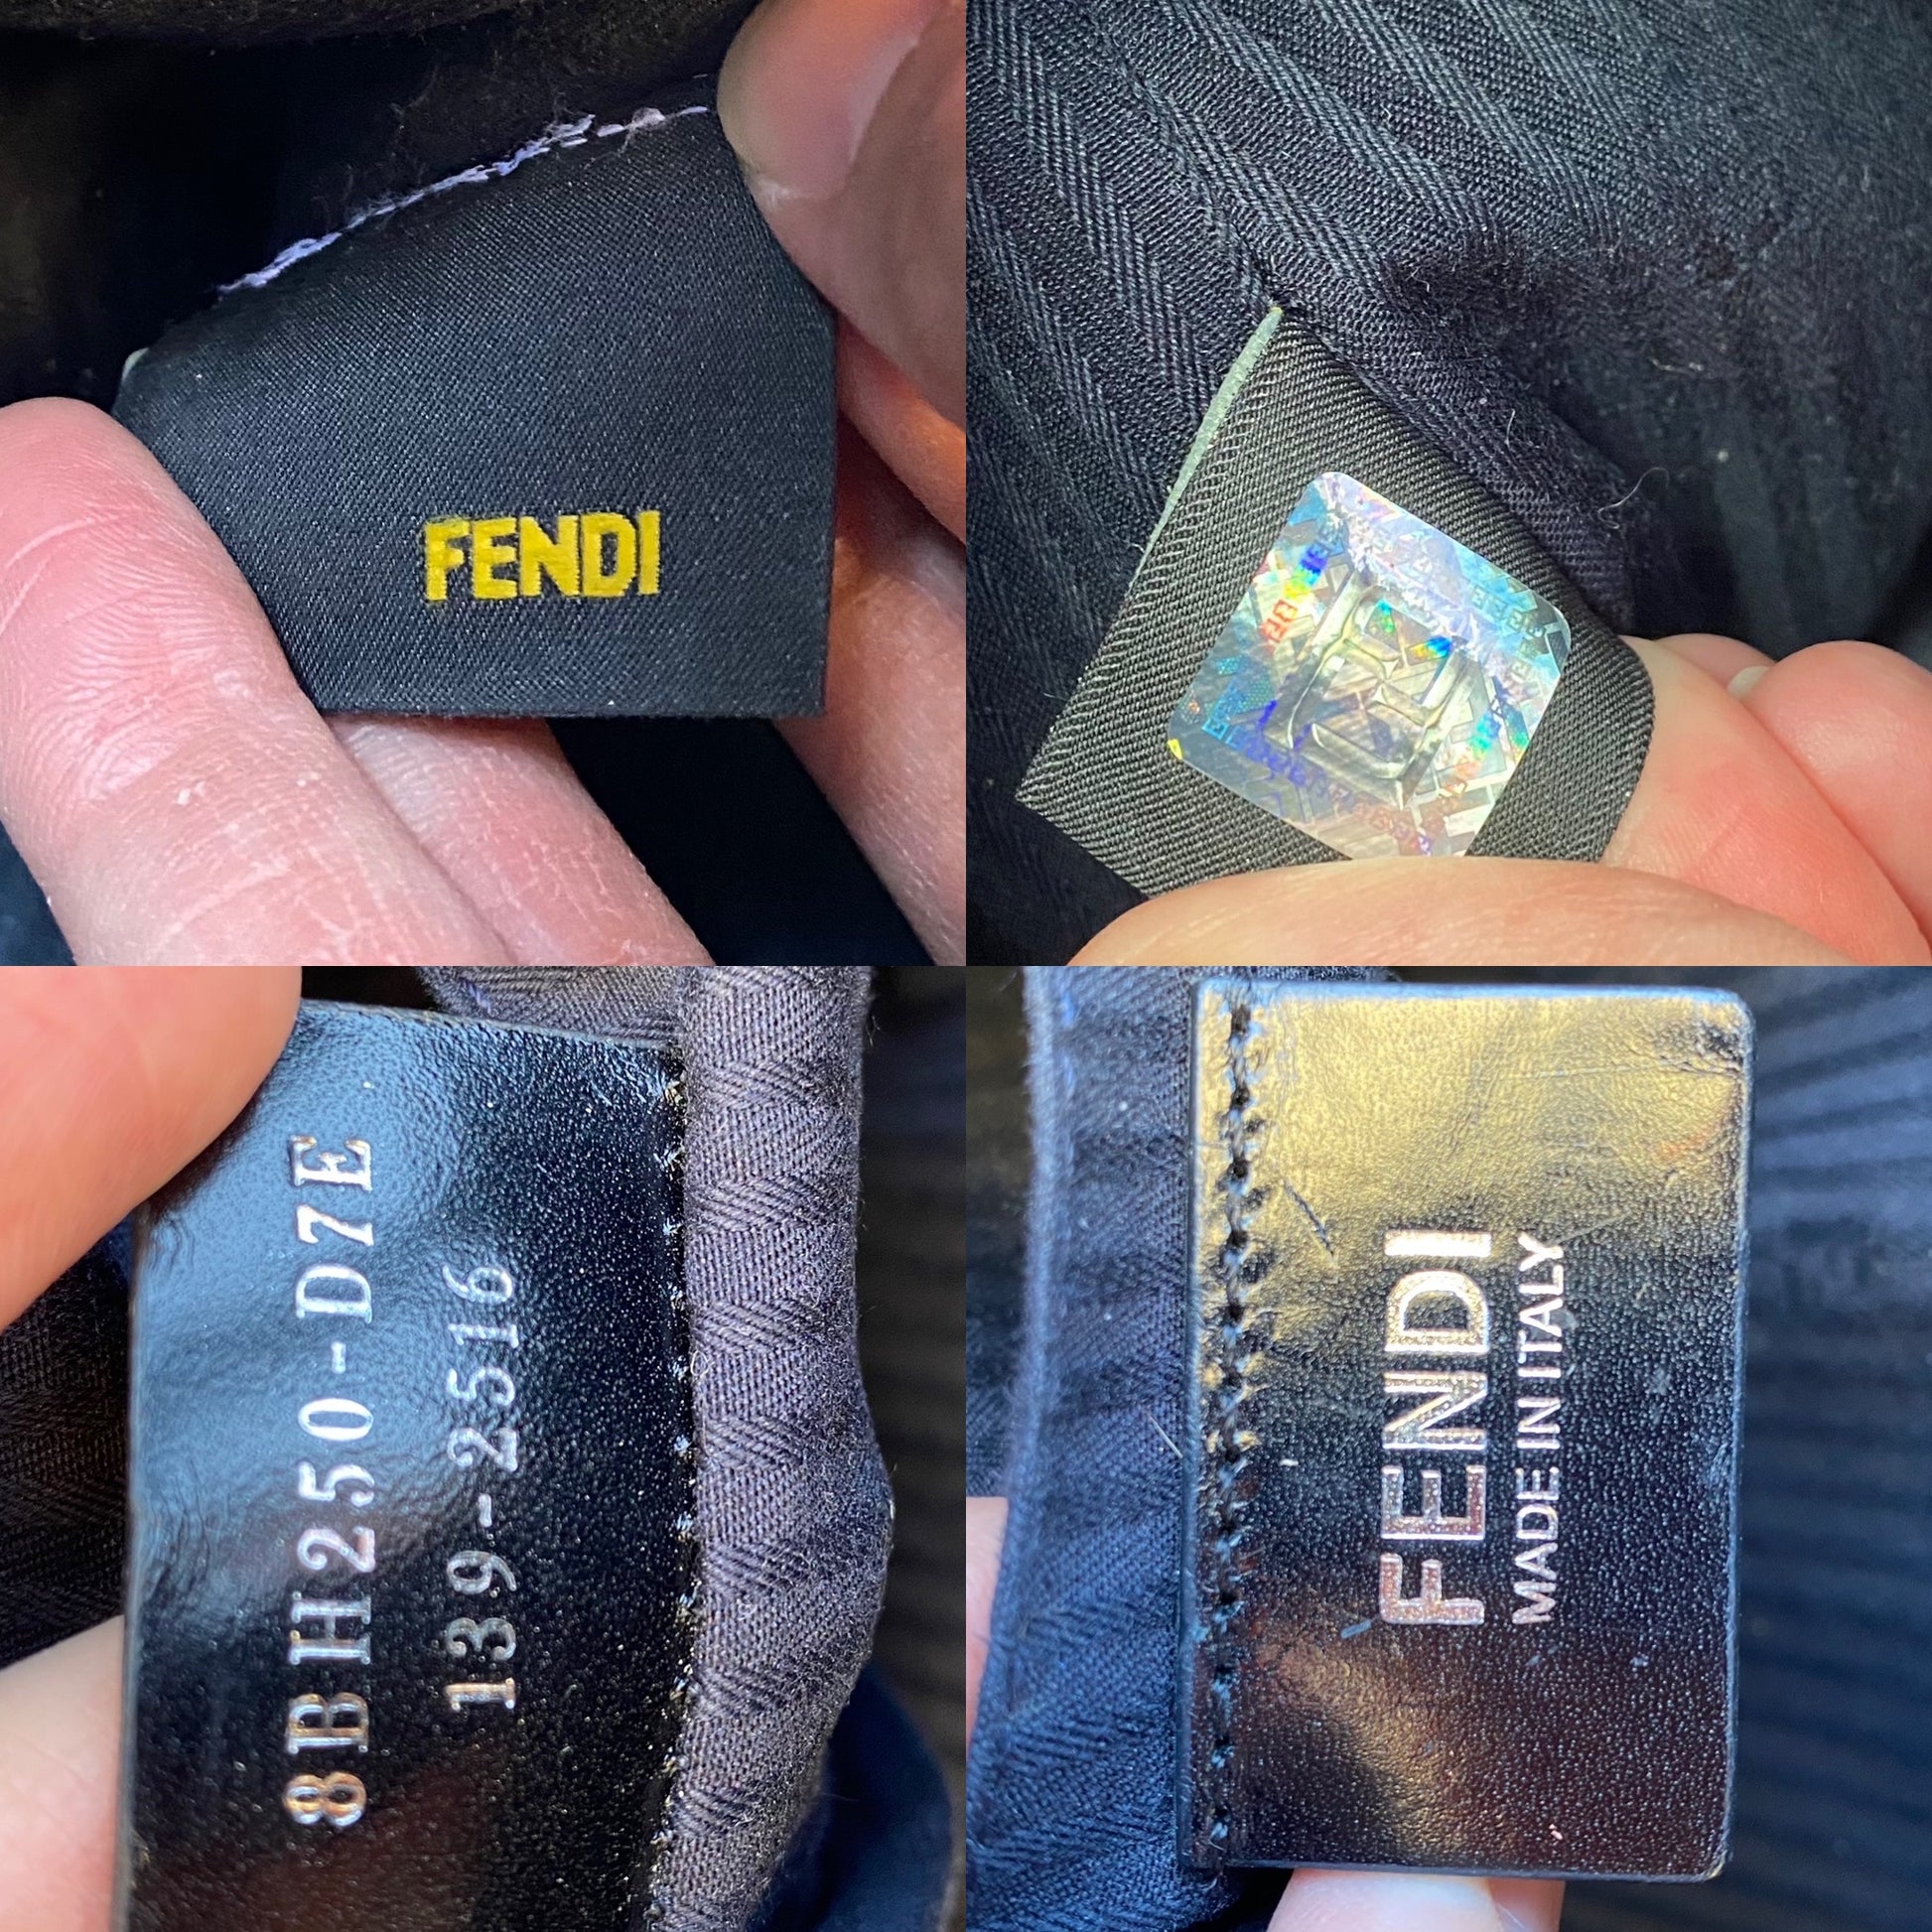 FENDI
8BH250-D7E
139-2516
FENDI
MADE IN ITALY